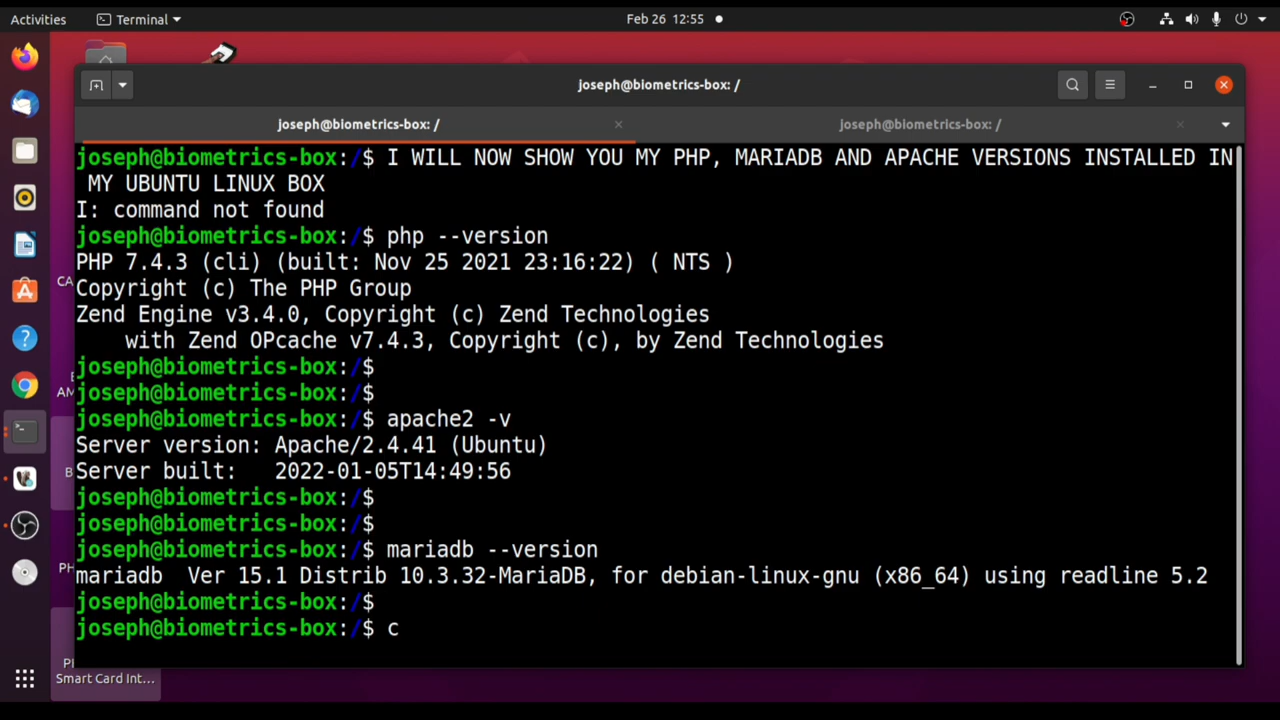 Activities
Terminal
Feb 26 12:55
joseph@biometrics-box: /
joseph@biometrics-box: /
joseph@biometrics-box: /
joseph@biometrics-box:/$ I WILL NOW SHOW YOU MY PHP, MARIADB AND APACHE VERSIONS INSTALLED IN
MY UBUNTU LINUX BOX
I: command not found
joseph@biometrics-box:/$ php --version
PHP 7.4.3 (cli) (built: Nov 25 2021 23:16:22) ( NTS )
Copyright (c) The PHP Group
Zend Engine v3.4.0, Copyright (c) Zend Technologies
with Zend OPcache v7.4.3, Copyright (c), by Zend Technologies
joseph@biometrics-box:/$
joseph@biometrics-box:/$
joseph@biometrics-box:/$ apache2 -v
Server version: Apache/2.4.41 (Ubuntu)
Server built:   2022-01-05T14:49:56
joseph@biometrics-box:/$
joseph@biometrics-box:/$
joseph@biometrics-box:/$ mariadb --version
mariadb  Ver 15.1 Distrib 10.3.32-MariaDB, for debian-linux-gnu (x86_64) using readline 5.2
joseph@biometrics-box:/$
joseph@biometrics-box:/$ c
CA
AM
Smart Card Int...